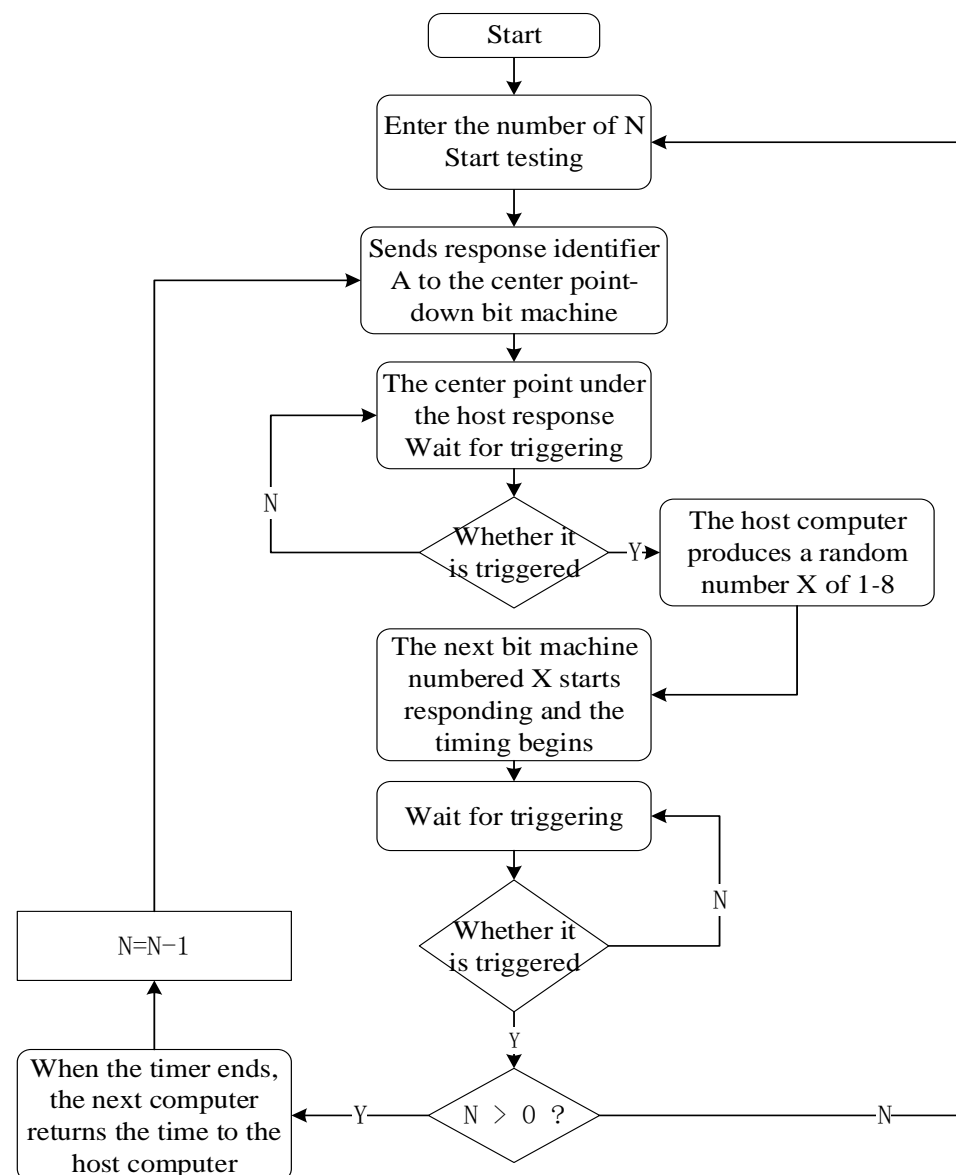 Start
Enter the number of N
Start testing
Sends response identifier
A to the center point-
down bit machine
The center point under
the host response
Wait for triggering
N
Whether it
is triggered
Y
The host computer
produces a random
number X of 1-8
The next bit machine
numbered X starts
responding and the
timing begins
Wait for triggering
N
Whether it
is triggered
Y
N=N-1
When the timer ends,
the next computer
returns the time to the
host computer
Y
N > 0 ?
N